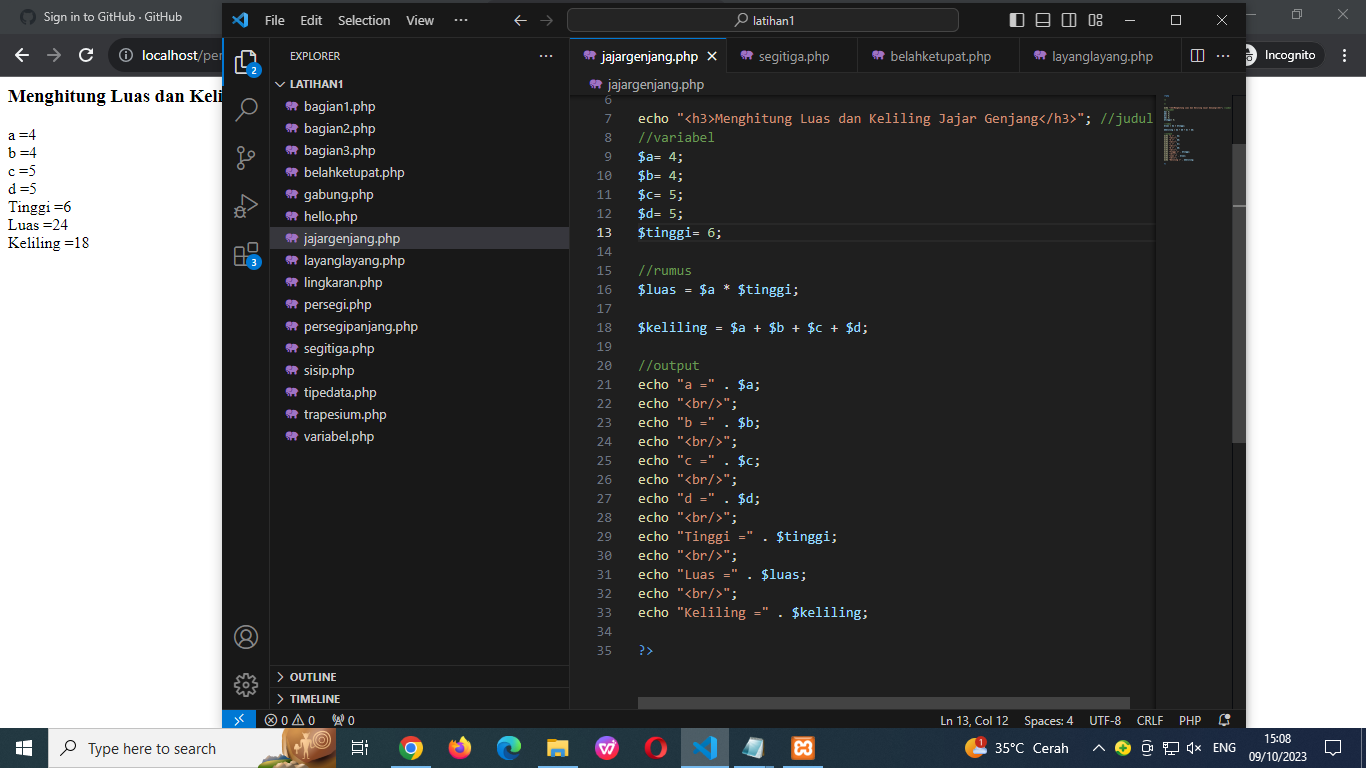 Sign in to GitHub · GitHub
localhost/per
Incognito
Menghitung Luas dan Keli
a =4
b =4
c =5
d =5
Tinggi =6
Luas =24
Keliling =18
File Edit Selection View ···
latihan1
EXPLORER
LATIHAN1
bagian1.php
bagian2.php
bagian3.php
belahketupat.php
gabung.php
hello.php
jajargenjang.php
layanglayang.php
lingkaran.php
persegi.php
persegipanjang.php
segitiga.php
sisip.php
tipedata.php
trapesium.php
variabel.php
OUTLINE
TIMELINE
2
3
jajargenjang.php segitiga.php belahketupat.php layanglayang.php
jajargenjang.php
6
7 echo "<h3>Menghitung Luas dan Keliling Jajar Genjang</h3>"; //judul
8 //variabel
9 $a= 4;
10 $b= 4;
11 $c= 5;
12 $d= 5;
13 $tinggi= 6;
14
15 //rumus
16 $luas = $a * $tinggi;
17
18 $keliling = $a + $b + $c + $d;
19
20 //output
21 echo "a =" . $a;
22 echo "<br/>";
23 echo "b =" . $b;
24 echo "<br/>";
25 echo "c =" . $c;
26 echo "<br/>";
27 echo "d =" . $d;
28 echo "<br/>";
29 echo "Tinggi =" . $tinggi;
30 echo "<br/>";
31 echo "Luas =" . $luas;
32 echo "<br/>";
33 echo "Keliling =" . $keliling;
34
35 ?>
0 0 0 Ln 13, Col 12 Spaces: 4 UTF-8 CRLF PHP
Type here to search
1
35°C Cerah
ENG
15:08
09/10/2023